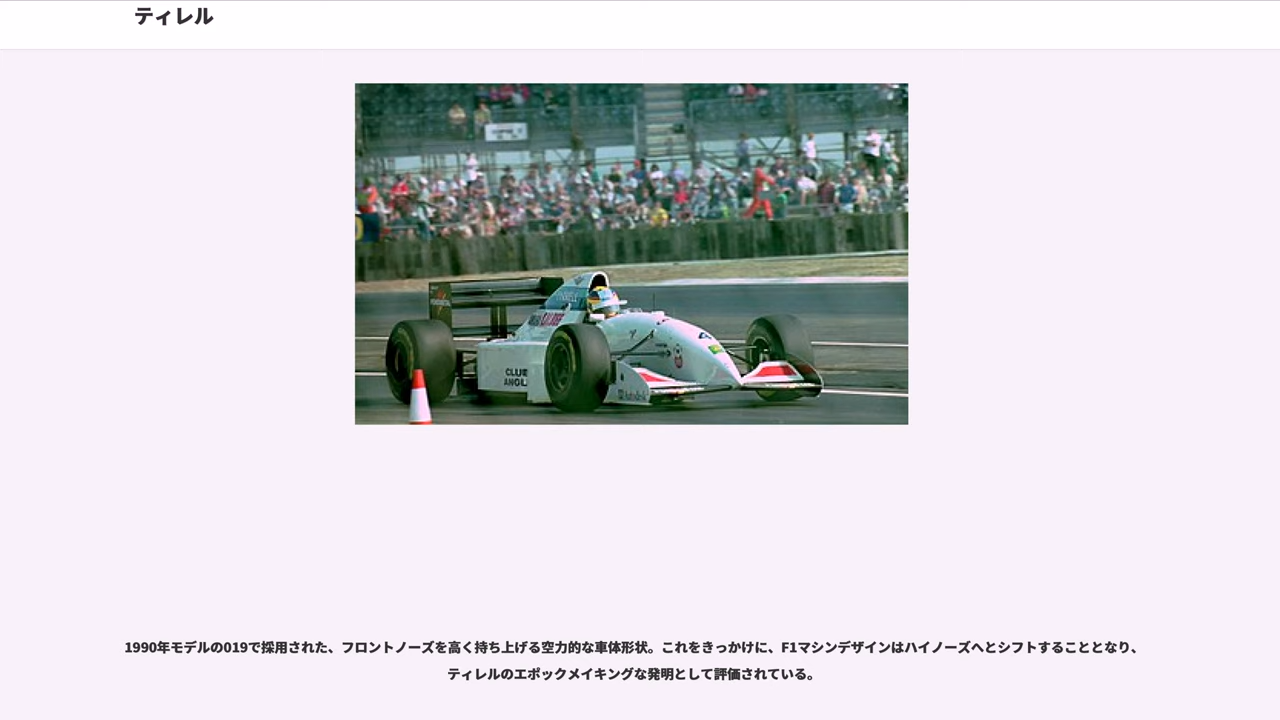 ティレル
CLUB
ANGL
1990年モデルの019で採用された、フロントノーズを高く持ち上げる空力的な車体形状。これをきっかけに、F1マシンデザインはハイノーズへとシフトすることとなり、
ティレルのエポックメイキングな発明として評価されている。